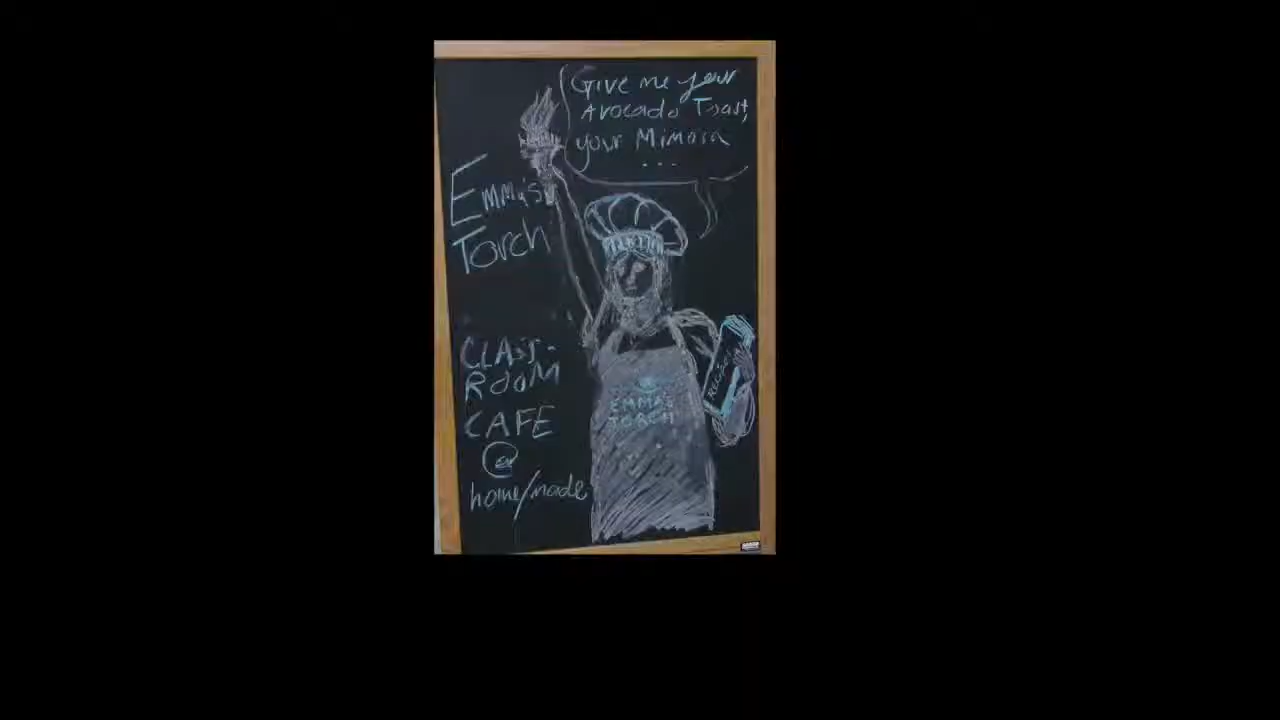 Give me your
Avocado Toast,
your Mimosa
...
Emma's
Torch
CLASS-
ROOM
CAFE
@
home/made
EMMA'S
TORCH